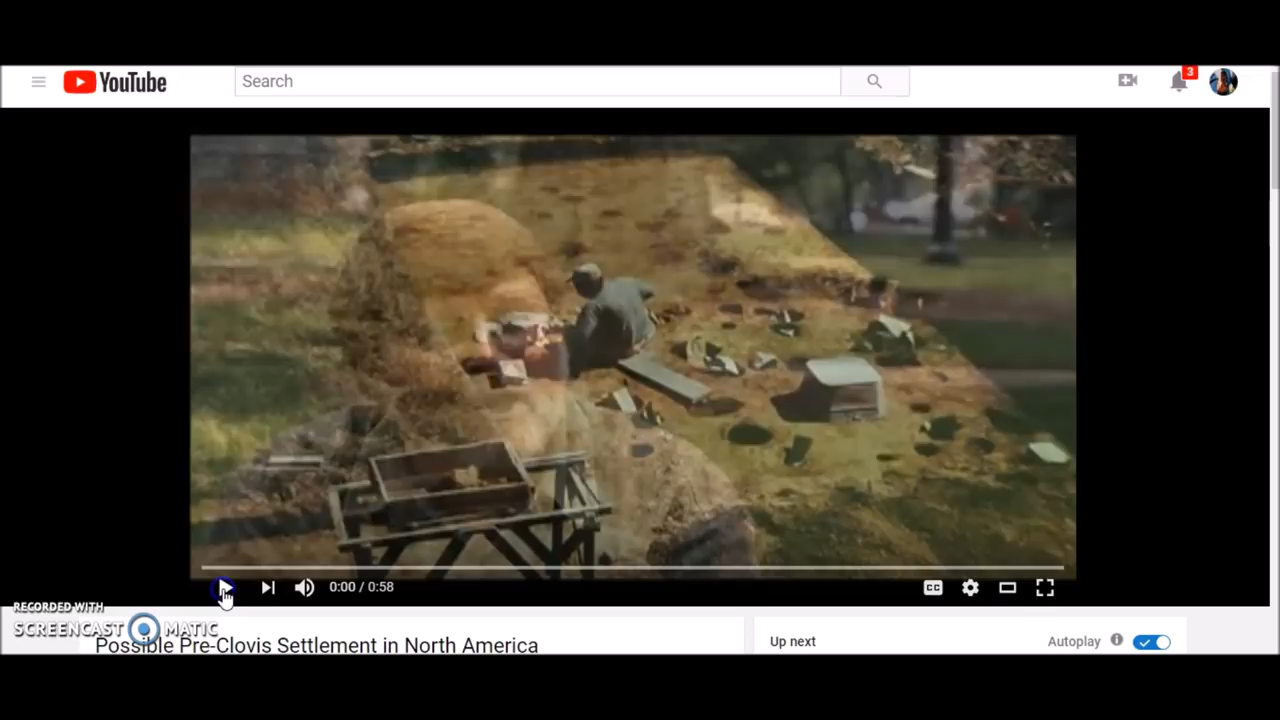 YouTube
Search
3
0:00 / 0:58
CC
RECORDED WITH
SCREENCAST MATIC
Possible Pre-Clovis Settlement in North America
Up next
Autoplay